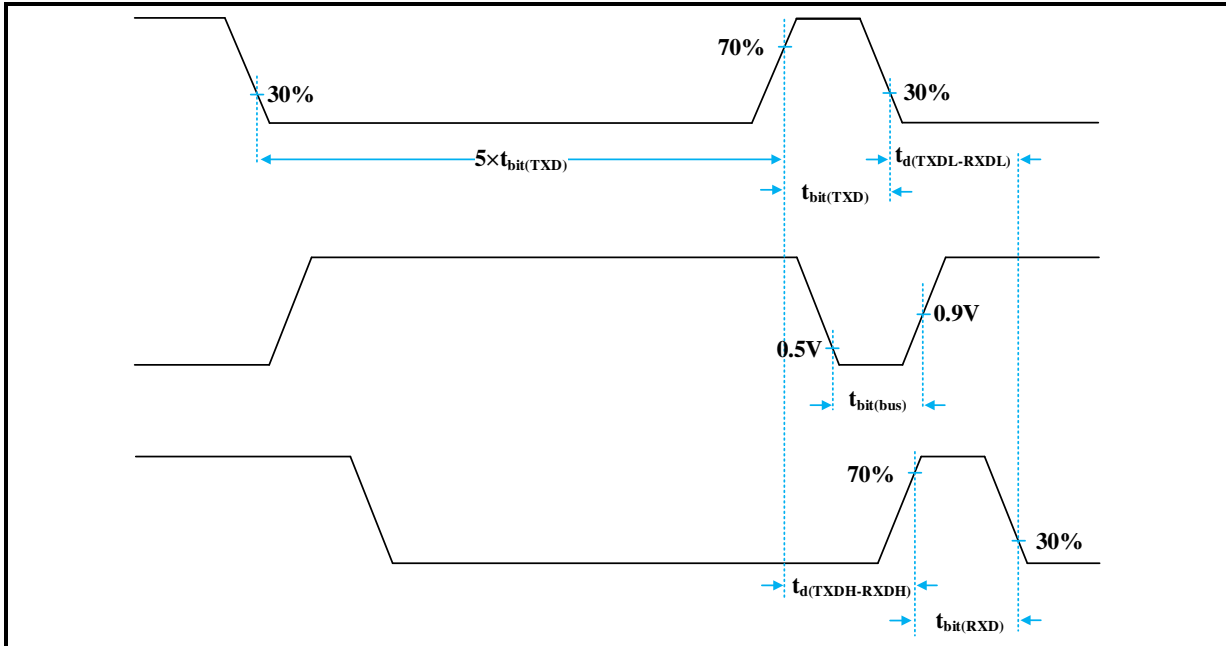 70%
30%
30%
5×tbit(TXD)
td(TXDL-RXDL)
tbit(TXD)
0.9V
0.5V
tbit(bus)
70%
30%
td(TXDH-RXDH)
tbit(RXD)